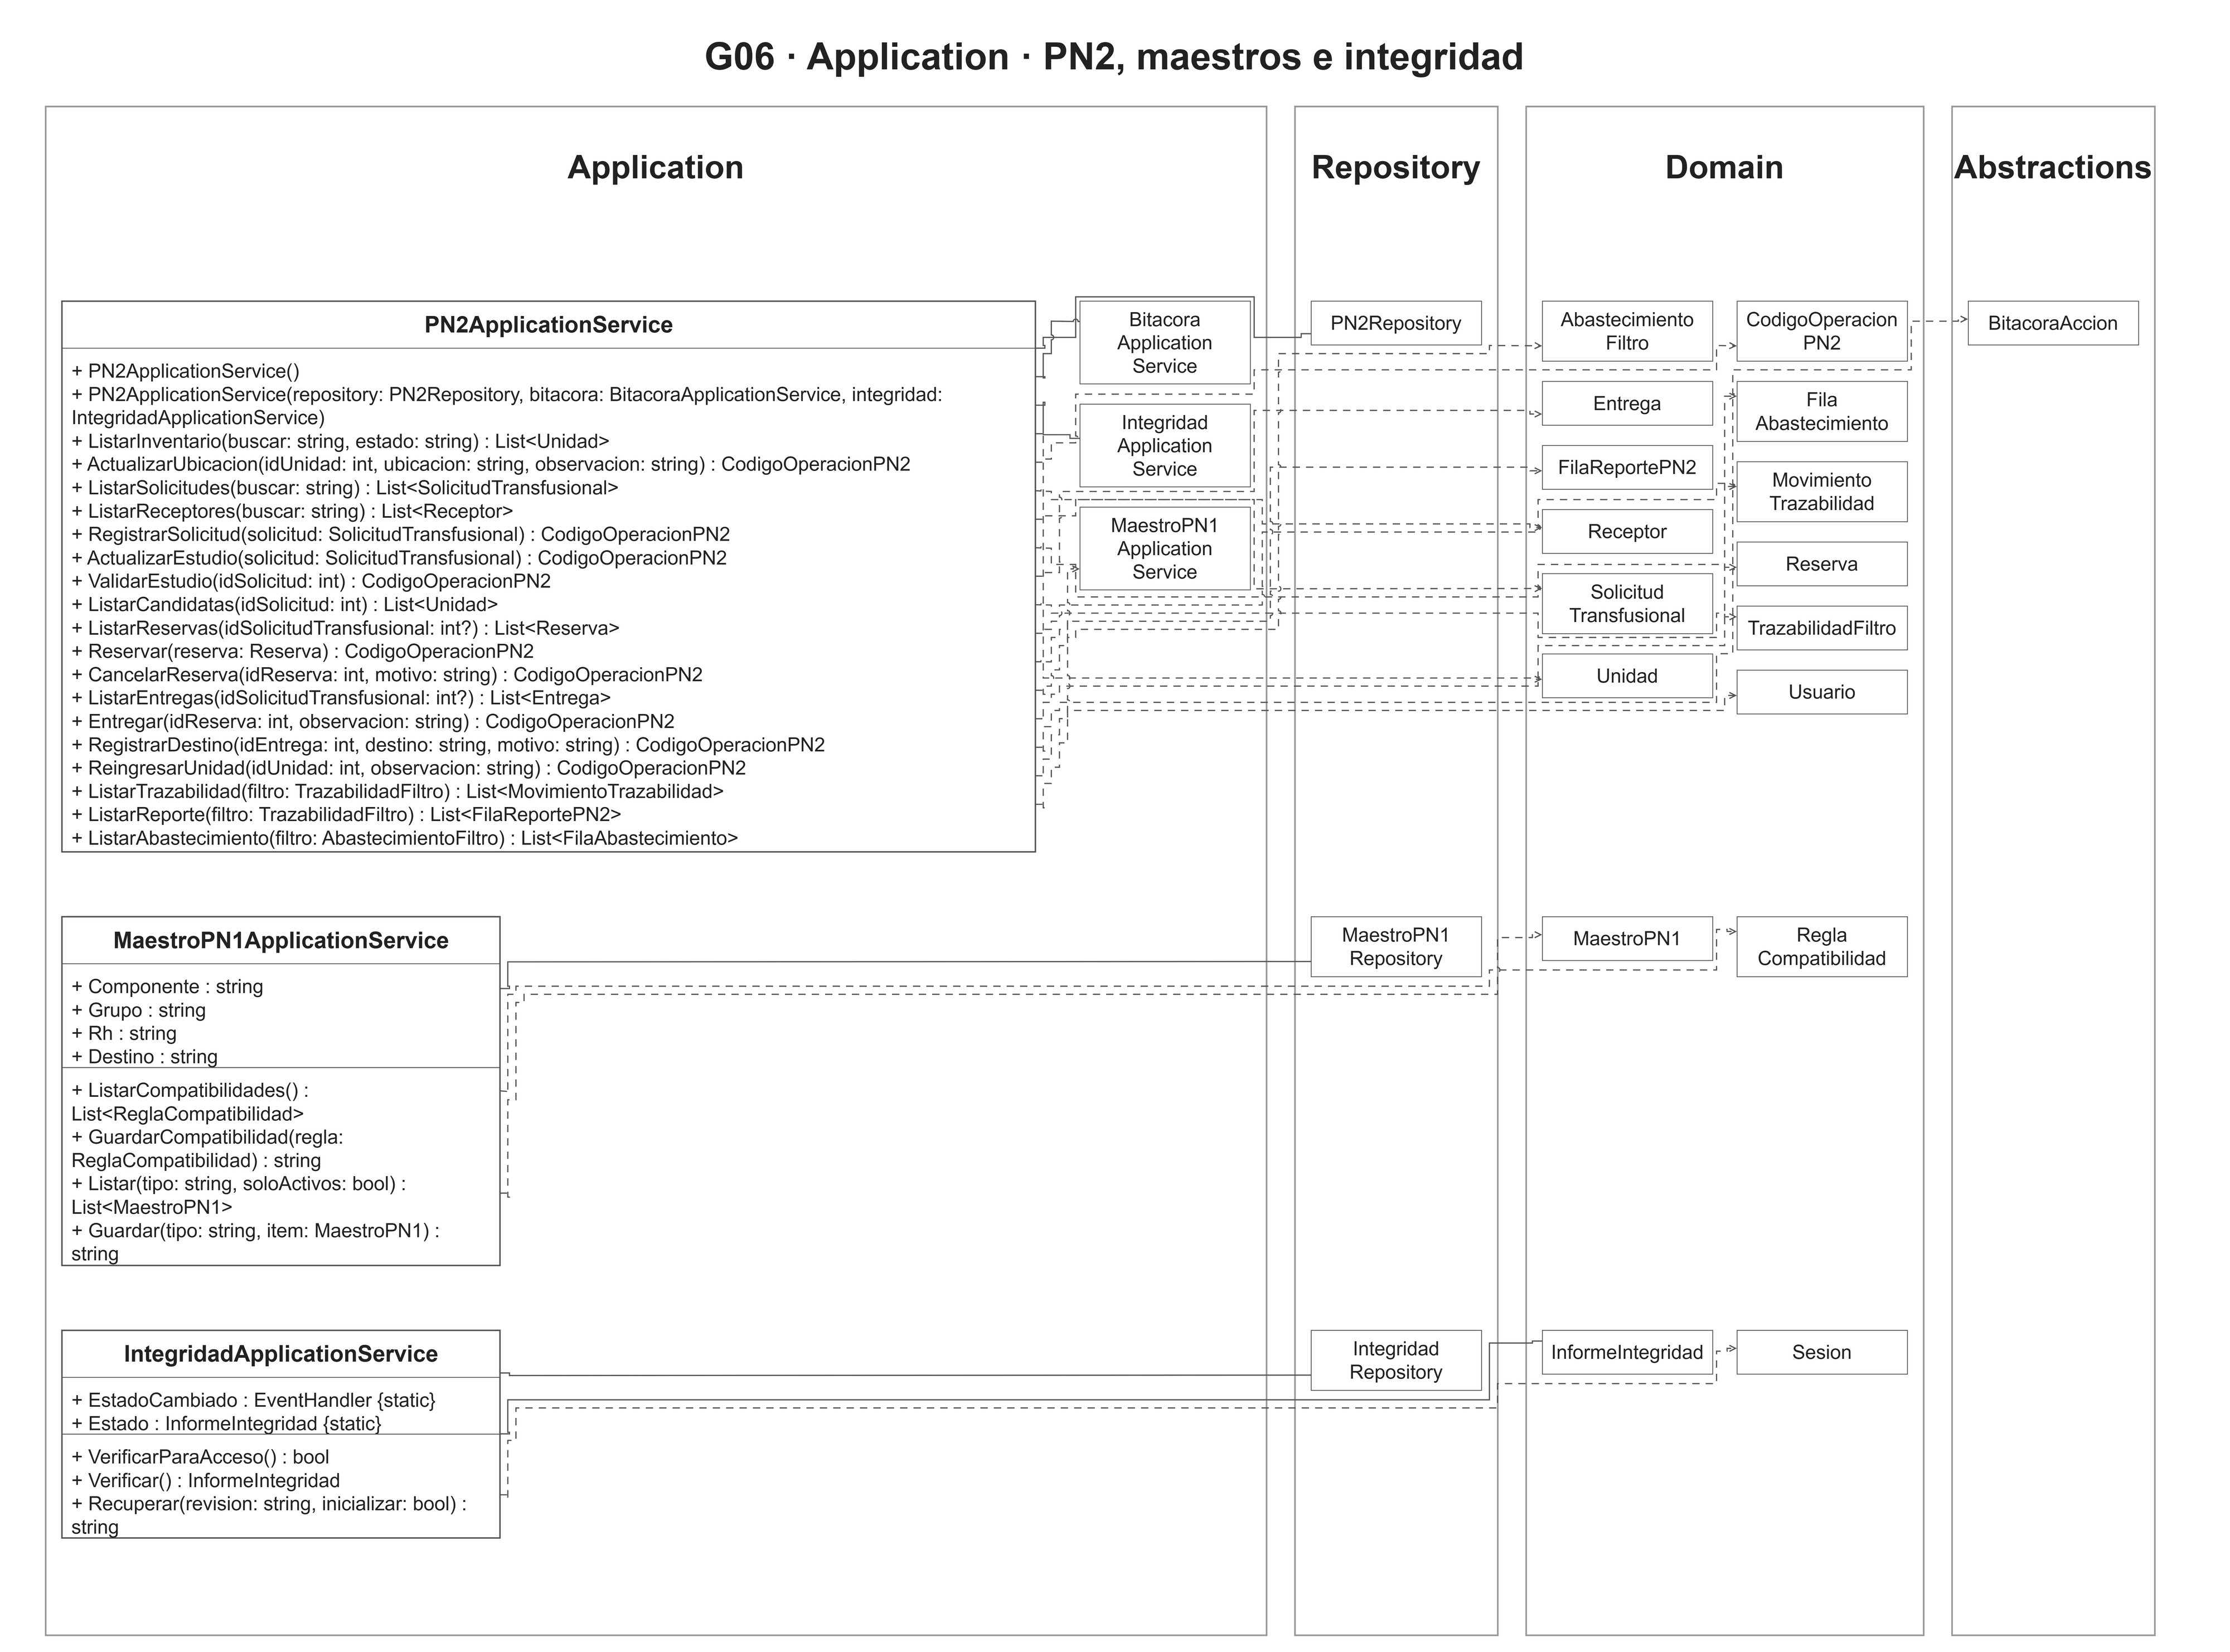 G06 · Application · PN2, maestros e integridad
Application
Repository
Domain
Abstractions
PN2ApplicationService
+ PN2ApplicationService()
+ PN2ApplicationService(repository: PN2Repository, bitacora: BitacoraApplicationService, integridad:
IntegridadApplicationService)
+ ListarInventario(buscar: string, estado: string) : List<Unidad>
+ ActualizarUbicacion(idUnidad: int, ubicacion: string, observacion: string) : CodigoOperacionPN2
+ ListarSolicitudes(buscar: string) : List<SolicitudTransfusional>
+ ListarReceptores(buscar: string) : List<Receptor>
+ RegistrarSolicitud(solicitud: SolicitudTransfusional) : CodigoOperacionPN2
+ ActualizarEstudio(solicitud: SolicitudTransfusional) : CodigoOperacionPN2
+ ValidarEstudio(idSolicitud: int) : CodigoOperacionPN2
+ ListarCandidatas(idSolicitud: int) : List<Unidad>
+ ListarReservas(idSolicitudTransfusional: int?) : List<Reserva>
+ Reservar(reserva: Reserva) : CodigoOperacionPN2
+ CancelarReserva(idReserva: int, motivo: string) : CodigoOperacionPN2
+ ListarEntregas(idSolicitudTransfusional: int?) : List<Entrega>
+ Entregar(idReserva: int, observacion: string) : CodigoOperacionPN2
+ RegistrarDestino(idEntrega: int, destino: string, motivo: string) : CodigoOperacionPN2
+ ReingresarUnidad(idUnidad: int, observacion: string) : CodigoOperacionPN2
+ ListarTrazabilidad(filtro: TrazabilidadFiltro) : List<MovimientoTrazabilidad>
+ ListarReporte(filtro: TrazabilidadFiltro) : List<FilaReportePN2>
+ ListarAbastecimiento(filtro: AbastecimientoFiltro) : List<FilaAbastecimiento>
Bitacora
Application
Service
Integridad
Application
Service
MaestroPN1
Application
Service
PN2Repository
Abastecimiento
Filtro
Entrega
FilaReportePN2
Receptor
Solicitud
Transfusional
Unidad
CodigoOperacion
PN2
Fila
Abastecimiento
Movimiento
Trazabilidad
Reserva
TrazabilidadFiltro
Usuario
BitacoraAccion
MaestroPN1ApplicationService
+ Componente : string
+ Grupo : string
+ Rh : string
+ Destino : string
+ ListarCompatibilidades() :
List<ReglaCompatibilidad>
+ GuardarCompatibilidad(regla:
ReglaCompatibilidad) : string
+ Listar(tipo: string, soloActivos: bool) :
List<MaestroPN1>
+ Guardar(tipo: string, item: MaestroPN1) :
string
MaestroPN1
Repository
MaestroPN1
Regla
Compatibilidad
IntegridadApplicationService
+ EstadoCambiado : EventHandler {static}
+ Estado : InformeIntegridad {static}
+ VerificarParaAcceso() : bool
+ Verificar() : InformeIntegridad
+ Recuperar(revision: string, inicializar: bool) :
string
Integridad
Repository
InformeIntegridad
Sesion